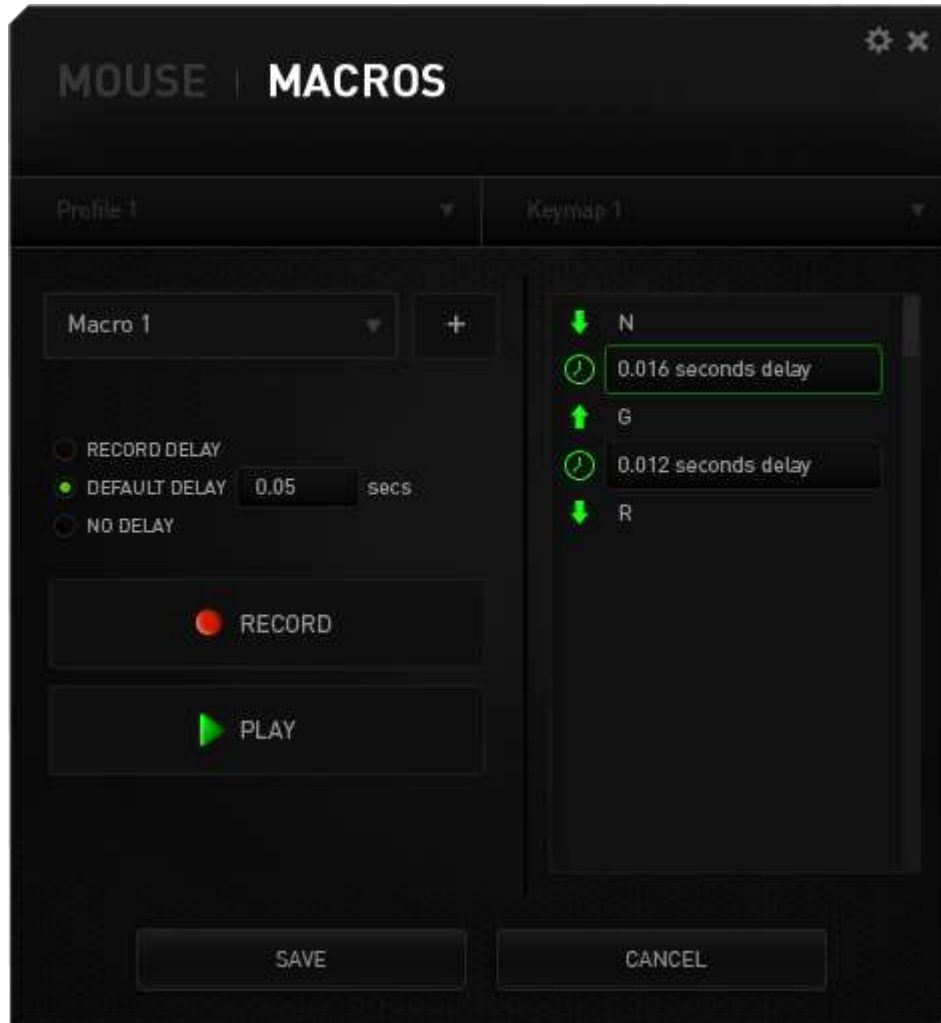 MOUSE | MACROS
Profile 1
Keymap 1
Macro 1
+
RECORD DELAY
DEFAULT DELAY 0.05 secs
NO DELAY
RECORD
PLAY
N
0.016 seconds delay
G
0.012 seconds delay
R
SAVE
CANCEL